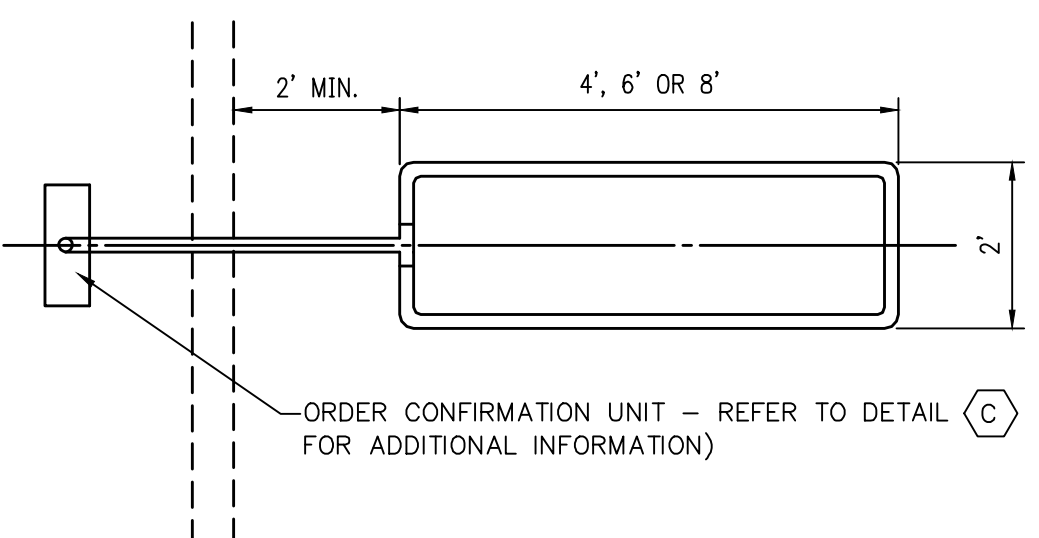 2' MIN.
4', 6' OR 8'
2'
ORDER CONFIRMATION UNIT – REFER TO DETAIL C
FOR ADDITIONAL INFORMATION)